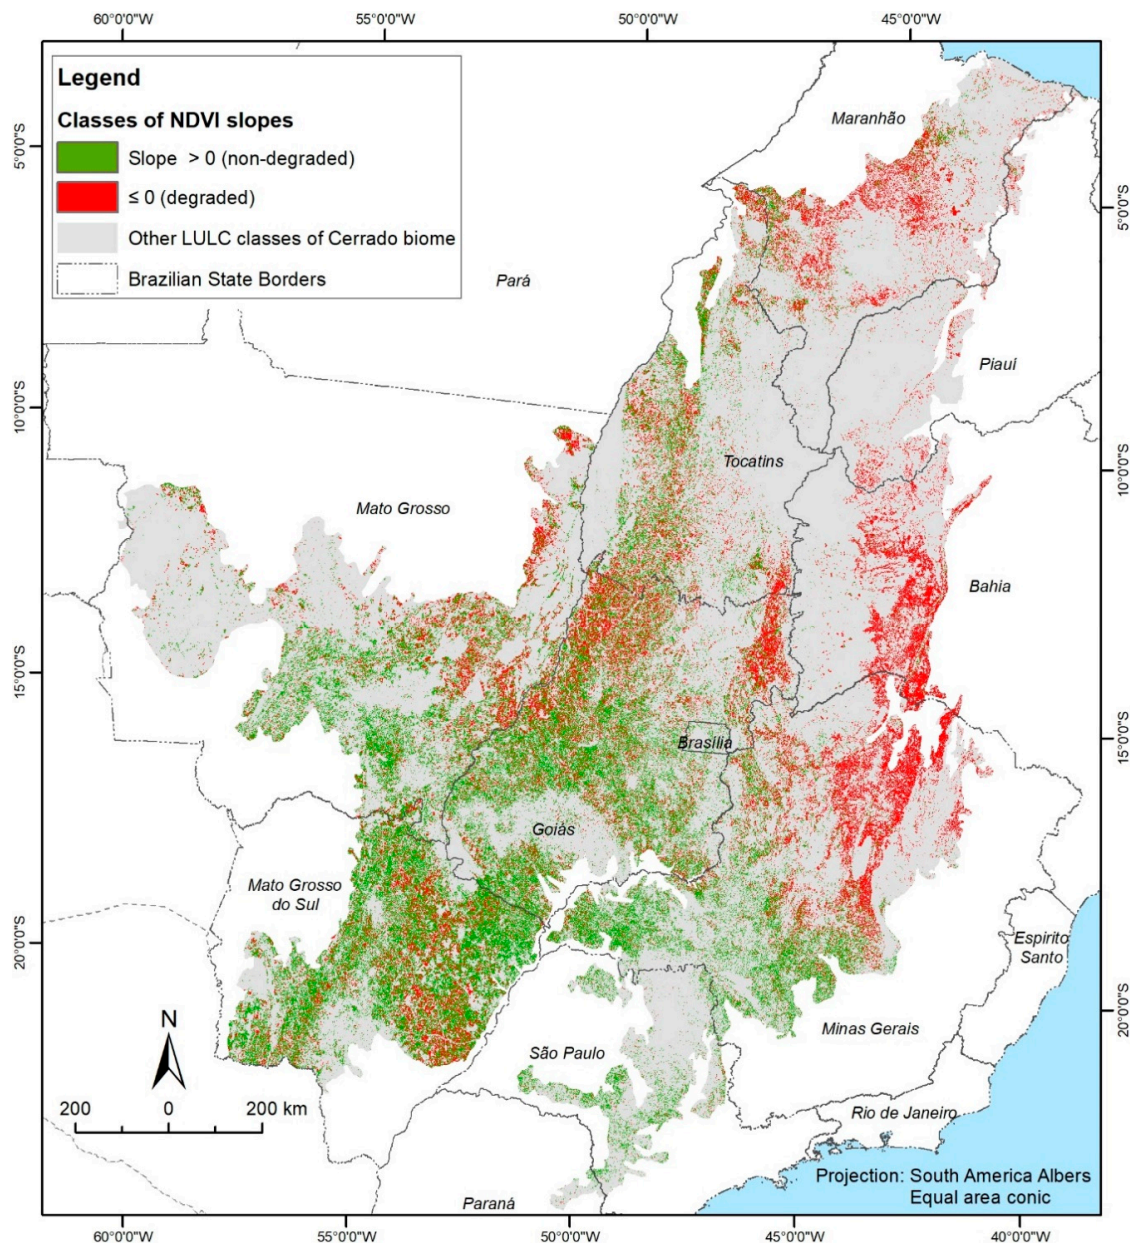 60°0'0"W 55°0'0"W 50°0'0"W 45°0'0"W
Legend
Classes of NDVI slopes
Slope > 0 (non-degraded)
≤ 0 (degraded)
Other LULC classes of Cerrado biome
Brazilian State Borders
Maranhão
5°0'0"S
5°0'0"S
Pará
Piauí
10°0'0"S
10°0'0"S
Tocatins
Mato Grosso
Bahia
15°0'0"S
15°0'0"S
Brasília
Goiás
Mato Grosso
do Sul
20°0'0"S
20°0'0"S
Espirito
Santo
N
Minas Gerais
São Paulo
200 0 200 km
Rio de Janeiro
Projection: South America Albers
Equal area conic
Paraná
60°0'0"W 55°0'0"W 50°0'0"W 45°0'0"W 40°0'0"W